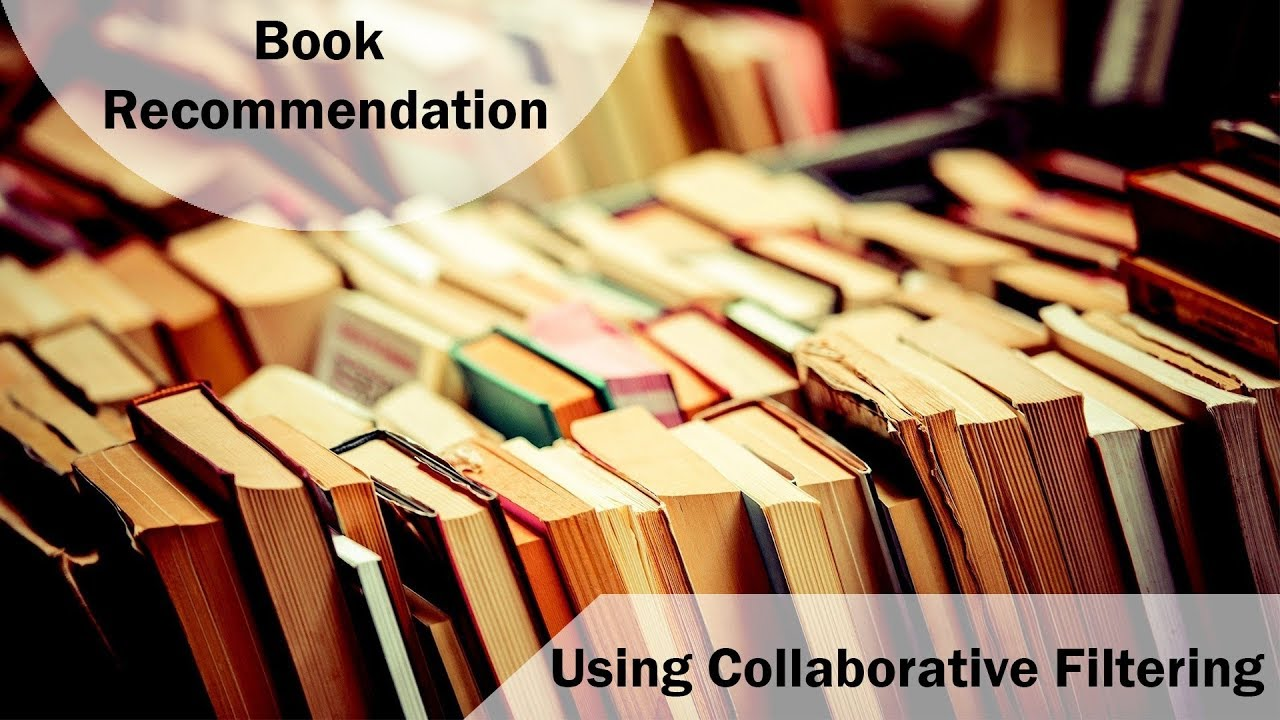 Book
Recommendation
Using Collaborative Filtering